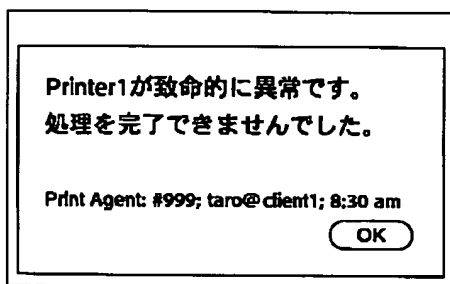 Printer1が致命的に異常です。
処理を完了できませんでした。
Print Agent: #999; taro@client1; 8:30 am
OK